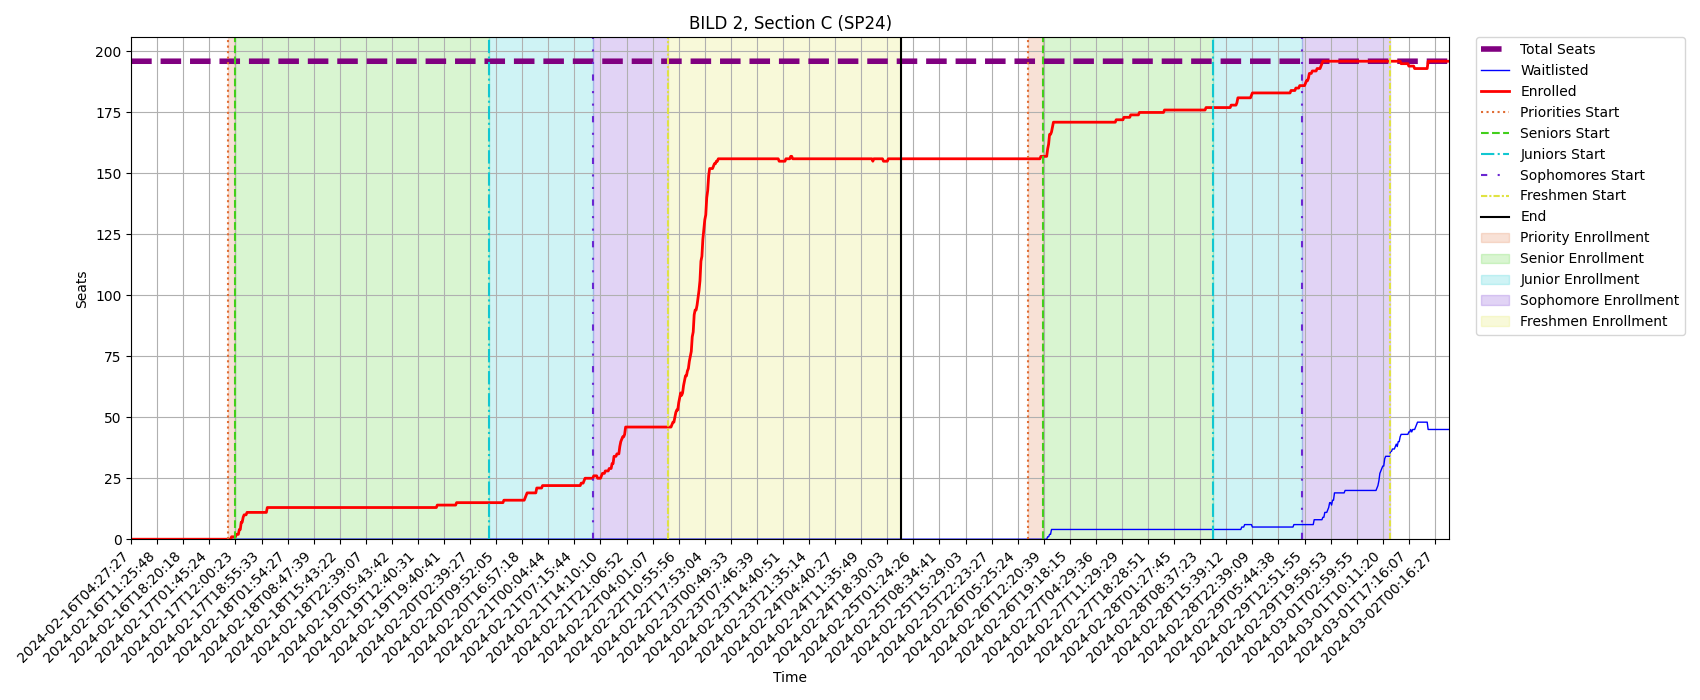 BILD 2, Section C (SP24)
Seats
200
175
150
125
100
75
50
25
0
2024-02-16T04:27:27
2024-02-16T11:25:48
2024-02-16T18:20:18
2024-02-17T01:45:24
2024-02-17T12:00:23
2024-02-17T18:55:33
2024-02-18T01:54:27
2024-02-18T08:47:39
2024-02-18T15:43:22
2024-02-18T22:39:07
2024-02-19T05:43:42
2024-02-19T12:40:31
2024-02-19T19:40:41
2024-02-20T02:39:27
2024-02-20T09:52:05
2024-02-20T16:57:18
2024-02-21T00:04:44
2024-02-21T07:15:44
2024-02-21T14:10:10
2024-02-21T21:06:52
2024-02-22T04:01:07
2024-02-22T10:55:56
2024-02-22T17:53:04
2024-02-23T00:49:33
2024-02-23T07:46:39
2024-02-23T14:40:51
2024-02-23T21:35:14
2024-02-24T04:40:27
2024-02-24T11:35:49
2024-02-24T18:30:03
2024-02-25T01:24:26
2024-02-25T08:34:41
2024-02-25T15:29:03
2024-02-25T22:23:27
2024-02-26T05:25:24
2024-02-26T12:20:39
2024-02-26T19:18:15
2024-02-27T04:29:36
2024-02-27T11:29:29
2024-02-27T18:28:51
2024-02-28T01:27:45
2024-02-28T08:37:23
2024-02-28T15:39:12
2024-02-28T22:39:09
2024-02-29T05:44:38
2024-02-29T12:51:55
2024-02-29T19:59:53
2024-03-01T02:59:55
2024-03-01T10:11:20
2024-03-01T17:16:07
2024-03-02T00:16:27
Time
Total Seats
Waitlisted
Enrolled
Priorities Start
Seniors Start
Juniors Start
Sophomores Start
Freshmen Start
End
Priority Enrollment
Senior Enrollment
Junior Enrollment
Sophomore Enrollment
Freshmen Enrollment